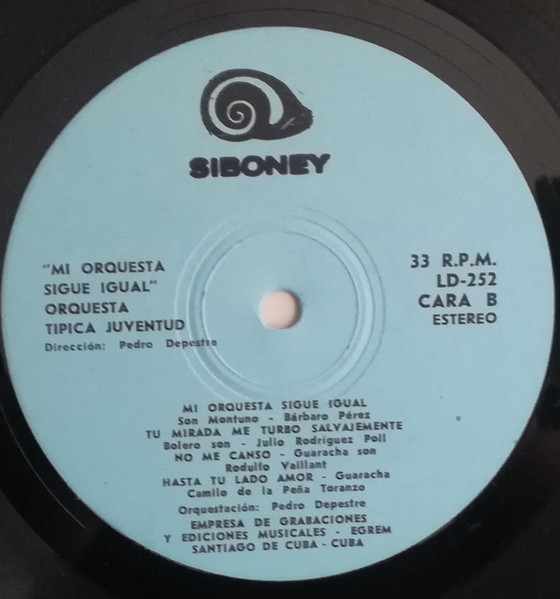 SIBONEY
"MI ORQUESTA
SIGUE IGUAL"
ORQUESTA
TIPICA JUVENTUD
Dirección: Pedro Depestre
33 R.P.M.
LD-252
CARA B
ESTEREO
MI ORQUESTA SIGUE IGUAL
Son Montuno - Bárbaro Pérez
TU MIRADA ME TURBO SALVAJEMENTE
Bolero son - Julio Rodríguez Poll
NO ME CANSO - Guaracha son
Rodulfo Vaillant
HASTA TU LADO AMOR - Guaracha
Camilo de la Peña Toranzo
Orquestación: Pedro Depestre
EMPRESA DE GRABACIONES
Y EDICIONES MUSICALES - EGREM
SANTIAGO DE CUBA - CUBA